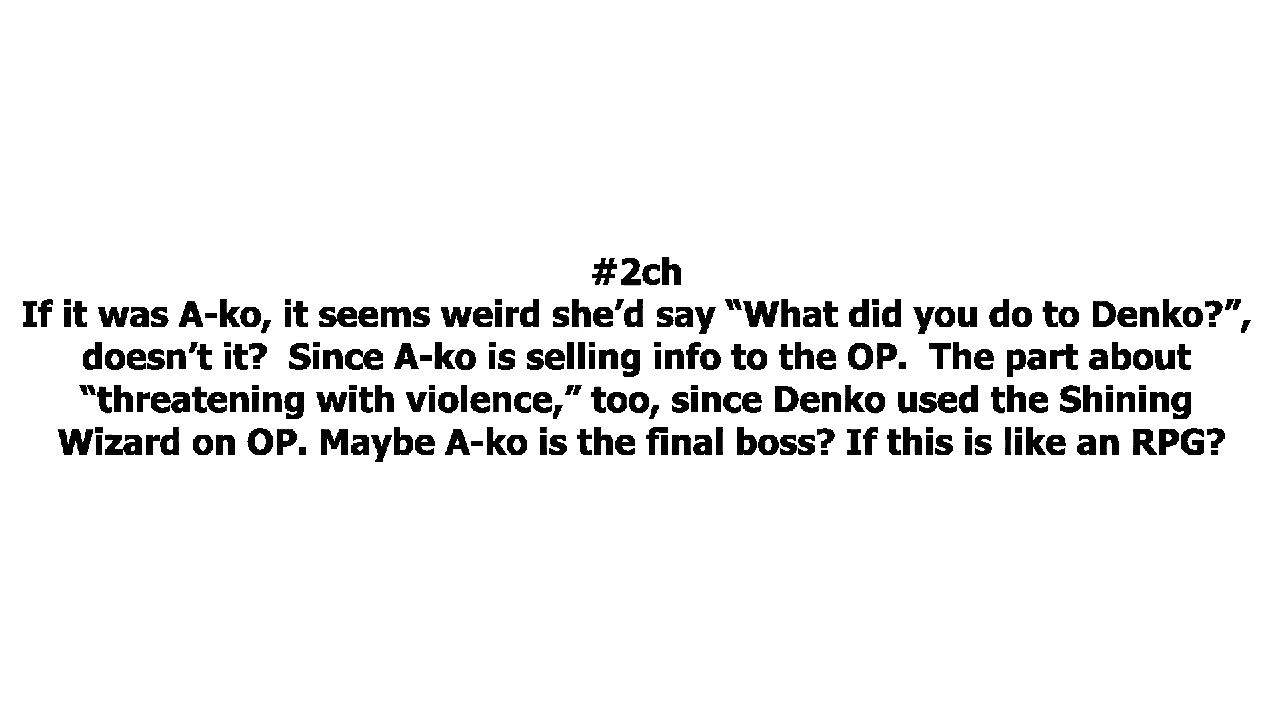 #2ch
If it was A-ko, it seems weird she’d say “What did you do to Denko?”,
doesn’t it?  Since A-ko is selling info to the OP.  The part about
“threatening with violence,” too, since Denko used the Shining
Wizard on OP. Maybe A-ko is the final boss? If this is like an RPG?